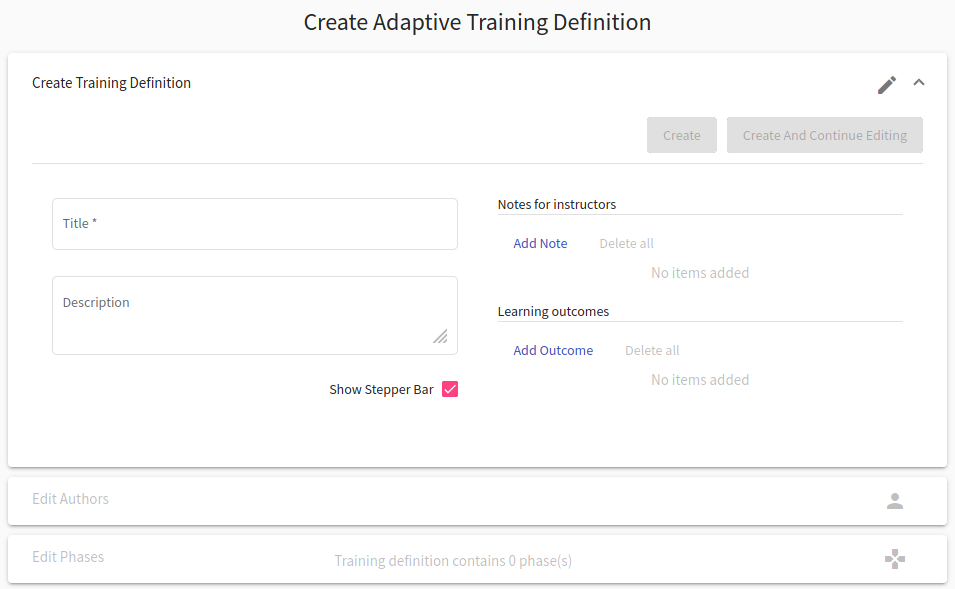 Create Adaptive Training Definition
Create Training Definition
Create
Create And Continue Editing
Title *
Description
Show Stepper Bar
Notes for instructors
Add Note
Delete all
No items added
Learning outcomes
Add Outcome
Delete all
No items added
Edit Authors
Edit Phases
Training definition contains 0 phase(s)